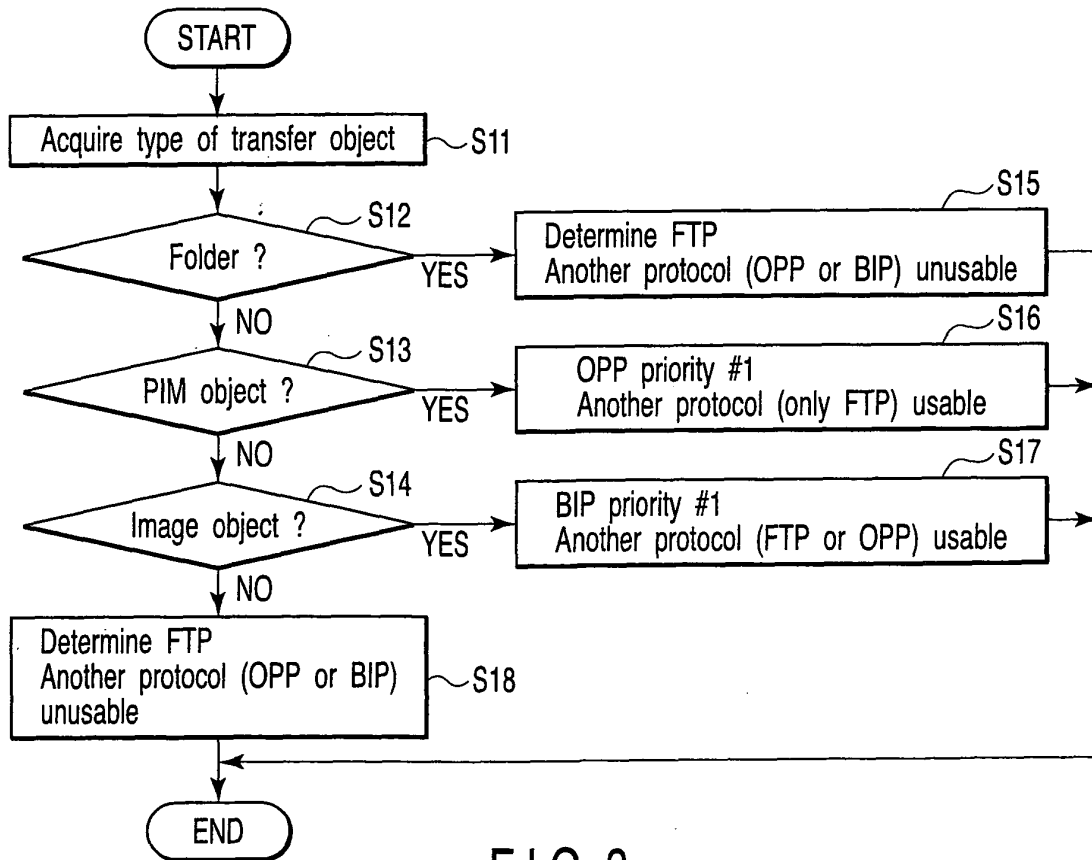 START
Acquire type of transfer object
S11
S12
Folder ?
YES
NO
S15
Determine FTP
Another protocol (OPP or BIP) unusable
S13
PIM object ?
YES
NO
S16
OPP priority #1
Another protocol (only FTP) usable
S14
Image object ?
YES
NO
S17
BIP priority #1
Another protocol (FTP or OPP) usable
Determine FTP
Another protocol (OPP or BIP)
unusable
S18
END